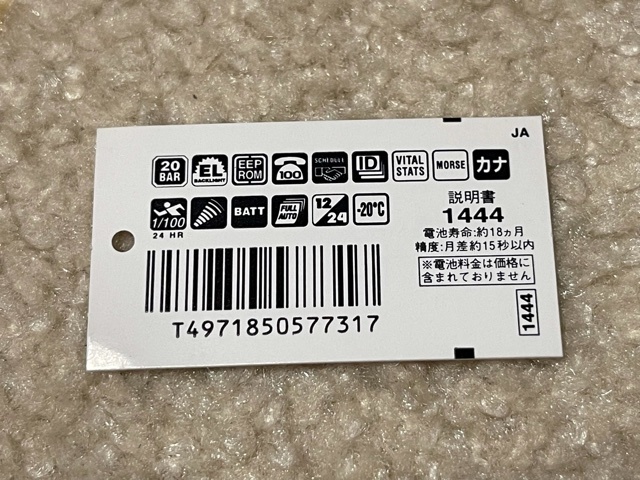 JA
20 BAR
EL BACKLIGHT
EEP ROM
100
SCHEDULE
ID
VITAL STATS
MORSE
カナ
1/100
24 HR
BATT
FULL AUTO
12/24
-20°C
説明書
1444
電池寿命:約18ヵ月
精度:月差約15秒以内
※電池料金は価格に
含まれておりません
1444
T4971850577317